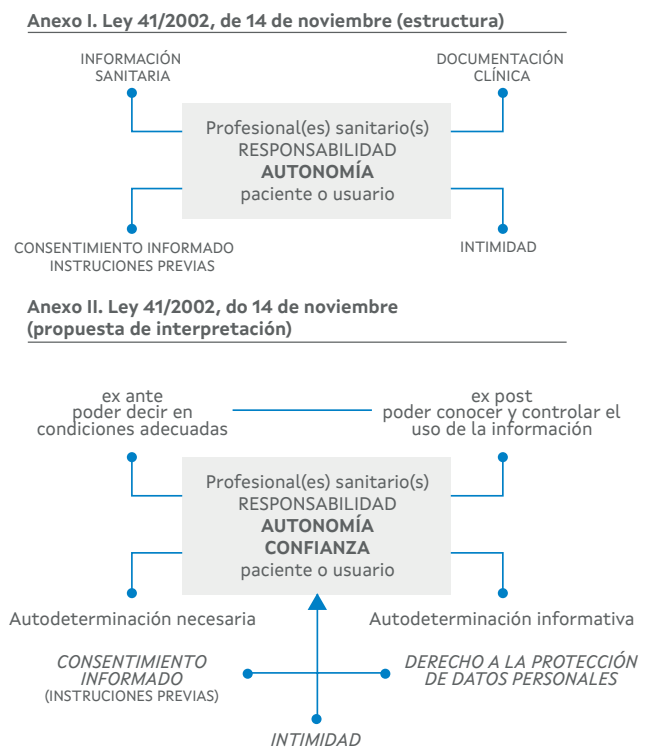 Anexo I. Ley 41/2002, de 14 de noviembre (estructura)
INFORMACIÓN
SANITARIA
DOCUMENTACIÓN
CLÍNICA
Profesional(es) sanitario(s)
RESPONSABILIDAD
AUTONOMÍA
paciente o usuario
CONSENTIMIENTO INFORMADO
INSTRUCIONES PREVIAS
INTIMIDAD
Anexo II. Ley 41/2002, do 14 de noviembre
(propuesta de interpretación)
ex ante
poder decir en
condiciones adecuadas
ex post
poder conocer y controlar el
uso de la información
Profesional(es) sanitario(s)
RESPONSABILIDAD
AUTONOMÍA
CONFIANZA
paciente o usuario
Autodeterminación necesaria
Autodeterminación informativa
CONSENTIMIENTO
INFORMADO
(INSTRUCCIONES PREVIAS)
DERECHO A LA PROTECCIÓN
DE DATOS PERSONALES
INTIMIDAD